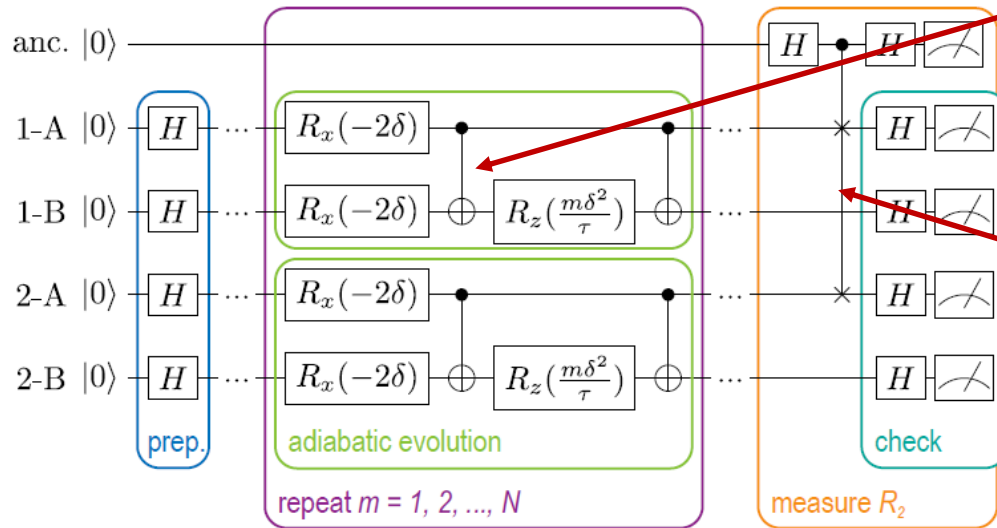 anc. |0⟩ H H
1-A |0⟩ H ... R_x(−2δ) ... H
1-B |0⟩ H ... R_x(−2δ) R_z(mδ²/τ) ... H
2-A |0⟩ H ... R_x(−2δ) ... H
2-B |0⟩ H ... R_x(−2δ) R_z(mδ²/τ) ... H
prep. adiabatic evolution check
repeat m = 1, 2, ..., N measure R₂